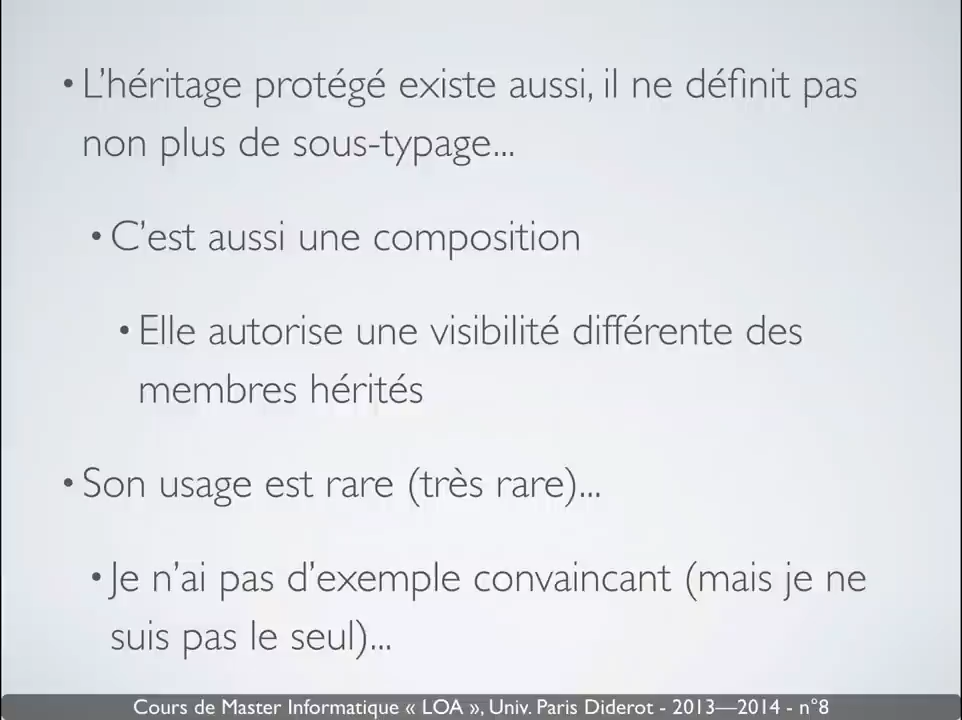 • L'héritage protégé existe aussi, il ne définit pas
non plus de sous-typage...
• C'est aussi une composition
• Elle autorise une visibilité différente des
membres hérités
• Son usage est rare (très rare)...
• Je n'ai pas d'exemple convaincant (mais je ne
suis pas le seul)...
Cours de Master Informatique « LOA », Univ. Paris Diderot - 2013—2014 - n°8